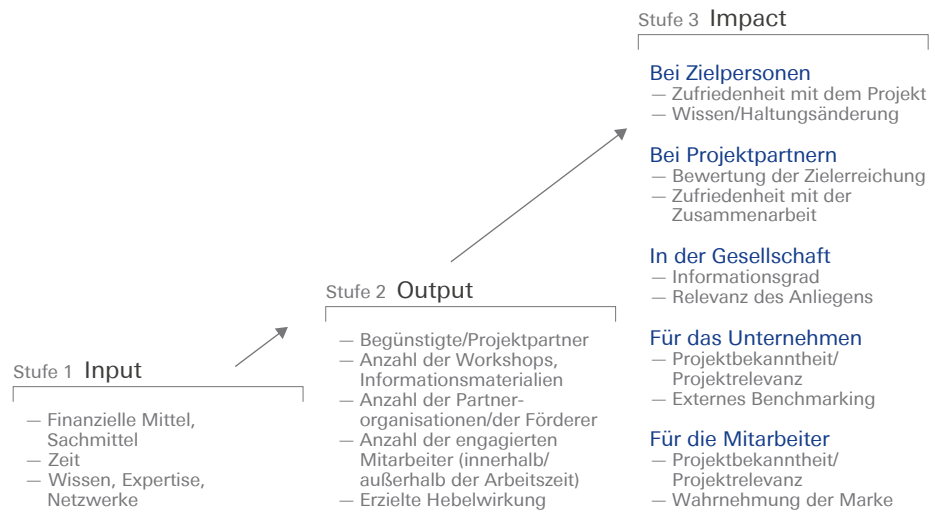 Stufe 3 Impact
Bei Zielpersonen
— Zufriedenheit mit dem Projekt
— Wissen/Haltungsänderung
Bei Projektpartnern
— Bewertung der Zielerreichung
— Zufriedenheit mit der
Zusammenarbeit
In der Gesellschaft
— Informationsgrad
— Relevanz des Anliegens
Für das Unternehmen
— Projektbekanntheit/
Projektrelevanz
— Externes Benchmarking
Für die Mitarbeiter
— Projektbekanntheit/
Projektrelevanz
— Wahrnehmung der Marke
Stufe 2 Output
— Begünstigte/Projektpartner
— Anzahl der Workshops,
Informationsmaterialien
— Anzahl der Partner-
organisationen/der Förderer
— Anzahl der engagierten
Mitarbeiter (innerhalb/
außerhalb der Arbeitszeit)
— Erzielte Hebelwirkung
Stufe 1 Input
— Finanzielle Mittel,
Sachmittel
— Zeit
— Wissen, Expertise,
Netzwerke